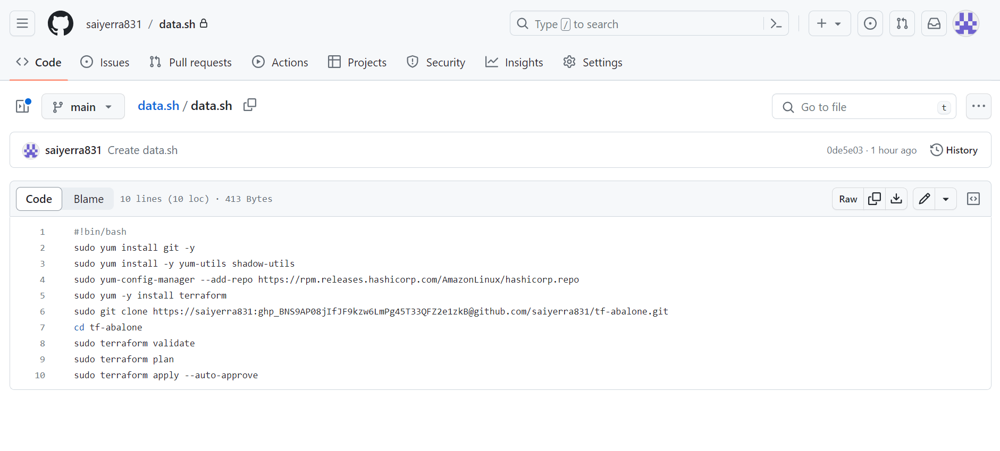 saiyerra831 / data.sh
Type / to search
Code
Issues
Pull requests
Actions
Projects
Security
Insights
Settings
main
data.sh / data.sh
Go to file
t
saiyerra831 Create data.sh
0de5e03 · 1 hour ago
History
Code
Blame
10 lines (10 loc) · 413 Bytes
Raw
1 #!bin/bash
2 sudo yum install git -y
3 sudo yum install -y yum-utils shadow-utils
4 sudo yum-config-manager --add-repo https://rpm.releases.hashicorp.com/AmazonLinux/hashicorp.repo
5 sudo yum -y install terraform
6 sudo git clone https://saiyerra831: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@github.com/saiyerra831/tf-abalone.git
7 cd tf-abalone
8 sudo terraform validate
9 sudo terraform plan
10 sudo terraform apply --auto-approve